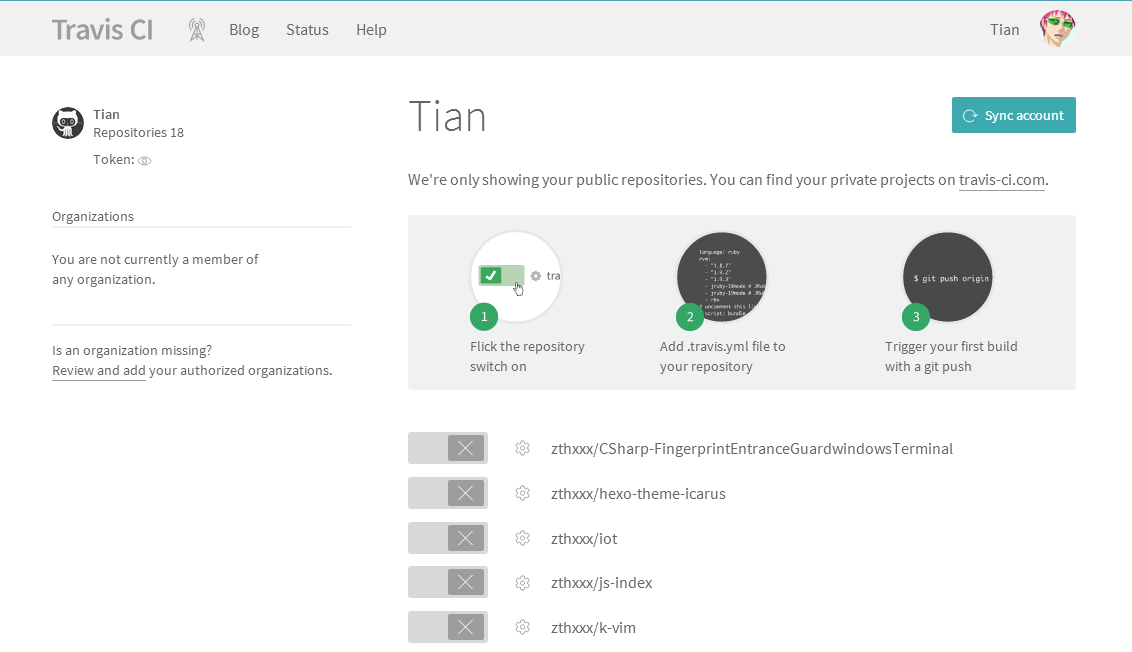 Travis CI
Blog
Status
Help
Tian
Tian
Repositories 18
Token:
Organizations
You are not currently a member of
any organization.
Is an organization missing?
Review and add your authorized organizations.
Tian
Sync account
We're only showing your public repositories. You can find your private projects on travis-ci.com.
tra
1
Flick the repository
switch on
language: ruby
rvm:
- "1.8.7"
- "1.9.2"
- "1.9.3"
- jruby-18mode # JRub
- jruby-19mode # JRub
- rbx
uncomment this li
script: bundle
2
Add .travis.yml file to
your repository
$ git push origin
3
Trigger your first build
with a git push
zthxxx/CSharp-FingerprintEntranceGuardwindowsTerminal
zthxxx/hexo-theme-icarus
zthxxx/iot
zthxxx/js-index
zthxxx/k-vim